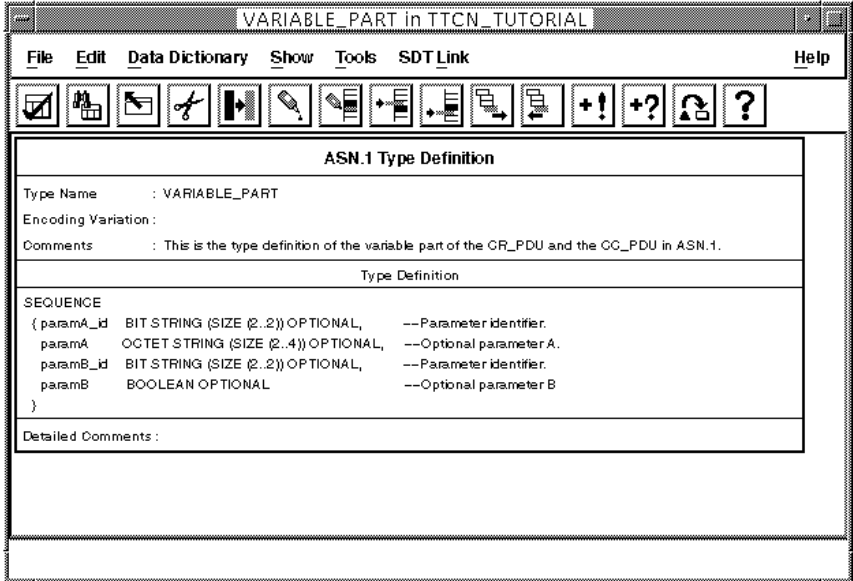 VARIABLE_PART in TTCN_TUTORIAL
File Edit Data Dictionary Show Tools SDT Link Help
+! +? ?
ASN.1 Type Definition
Type Name : VARIABLE_PART
Encoding Variation :
Comments : This is the type definition of the variable part of the CR_PDU and the CC_PDU in ASN.1.
Type Definition
SEQUENCE
{ paramA_id BIT STRING (SIZE (2..2)) OPTIONAL, --Parameter identifier.
paramA OCTET STRING (SIZE (2..4)) OPTIONAL, --Optional parameter A.
paramB_id BIT STRING (SIZE (2..2)) OPTIONAL, --Parameter identifier.
paramB BOOLEAN OPTIONAL --Optional parameter B
}
Detailed Comments :